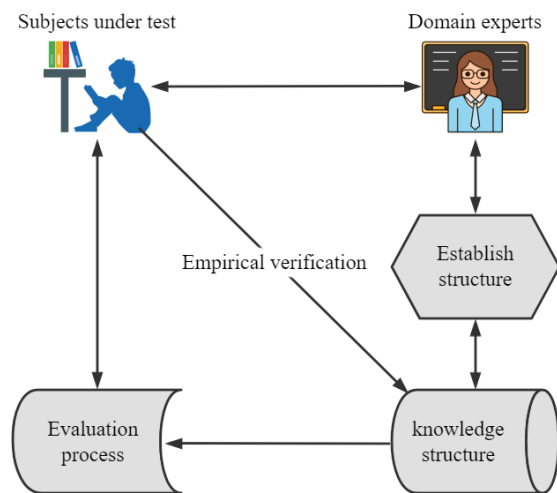 Subjects under test
Domain experts
Empirical verification
Establish
structure
Evaluation
process
knowledge
structure